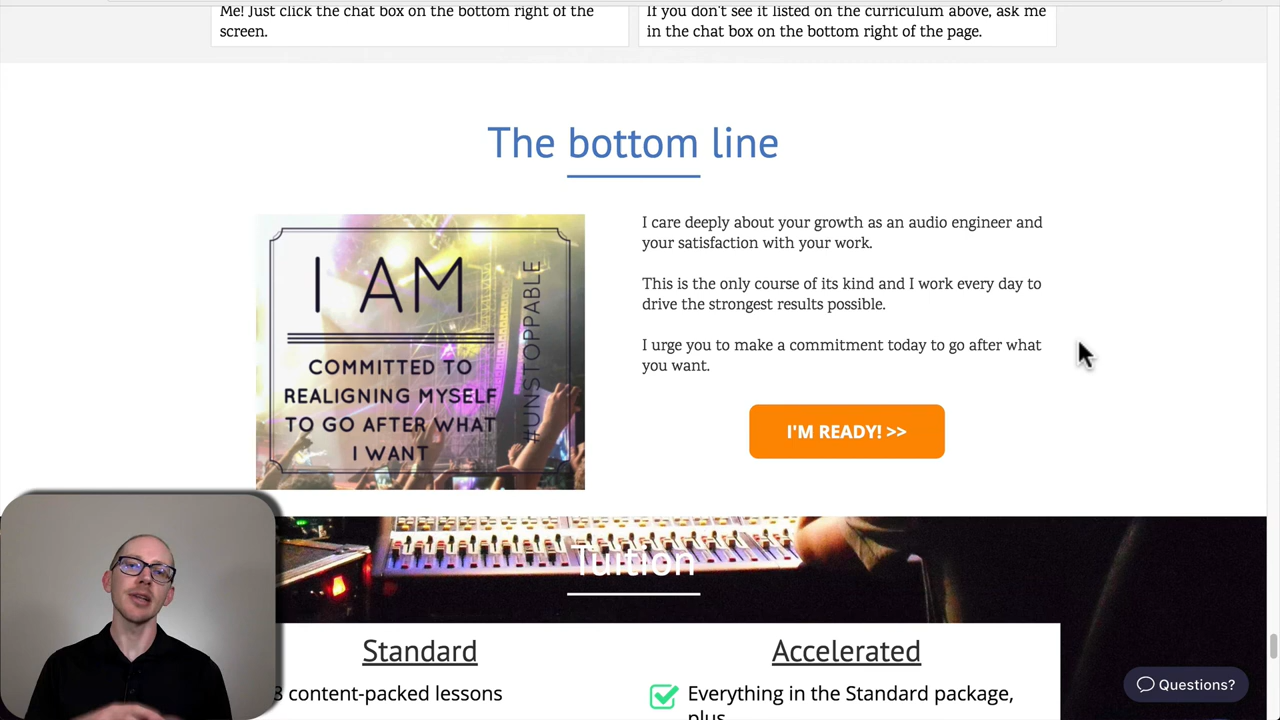 Me! Just click the chat box on the bottom right of the
screen.
If you don't see it listed on the curriculum above, ask me
in the chat box on the bottom right of the page.
The bottom line
I AM
COMMITTED TO
REALIGNING MYSELF
TO GO AFTER WHAT
I WANT
#UNSTOPPABLE
I care deeply about your growth as an audio engineer and
your satisfaction with your work.
This is the only course of its kind and I work every day to
drive the strongest results possible.
I urge you to make a commitment today to go after what
you want.
I'M READY! >>
Tuition
Standard
content-packed lessons
Accelerated
Everything in the Standard package,
plus
Questions?